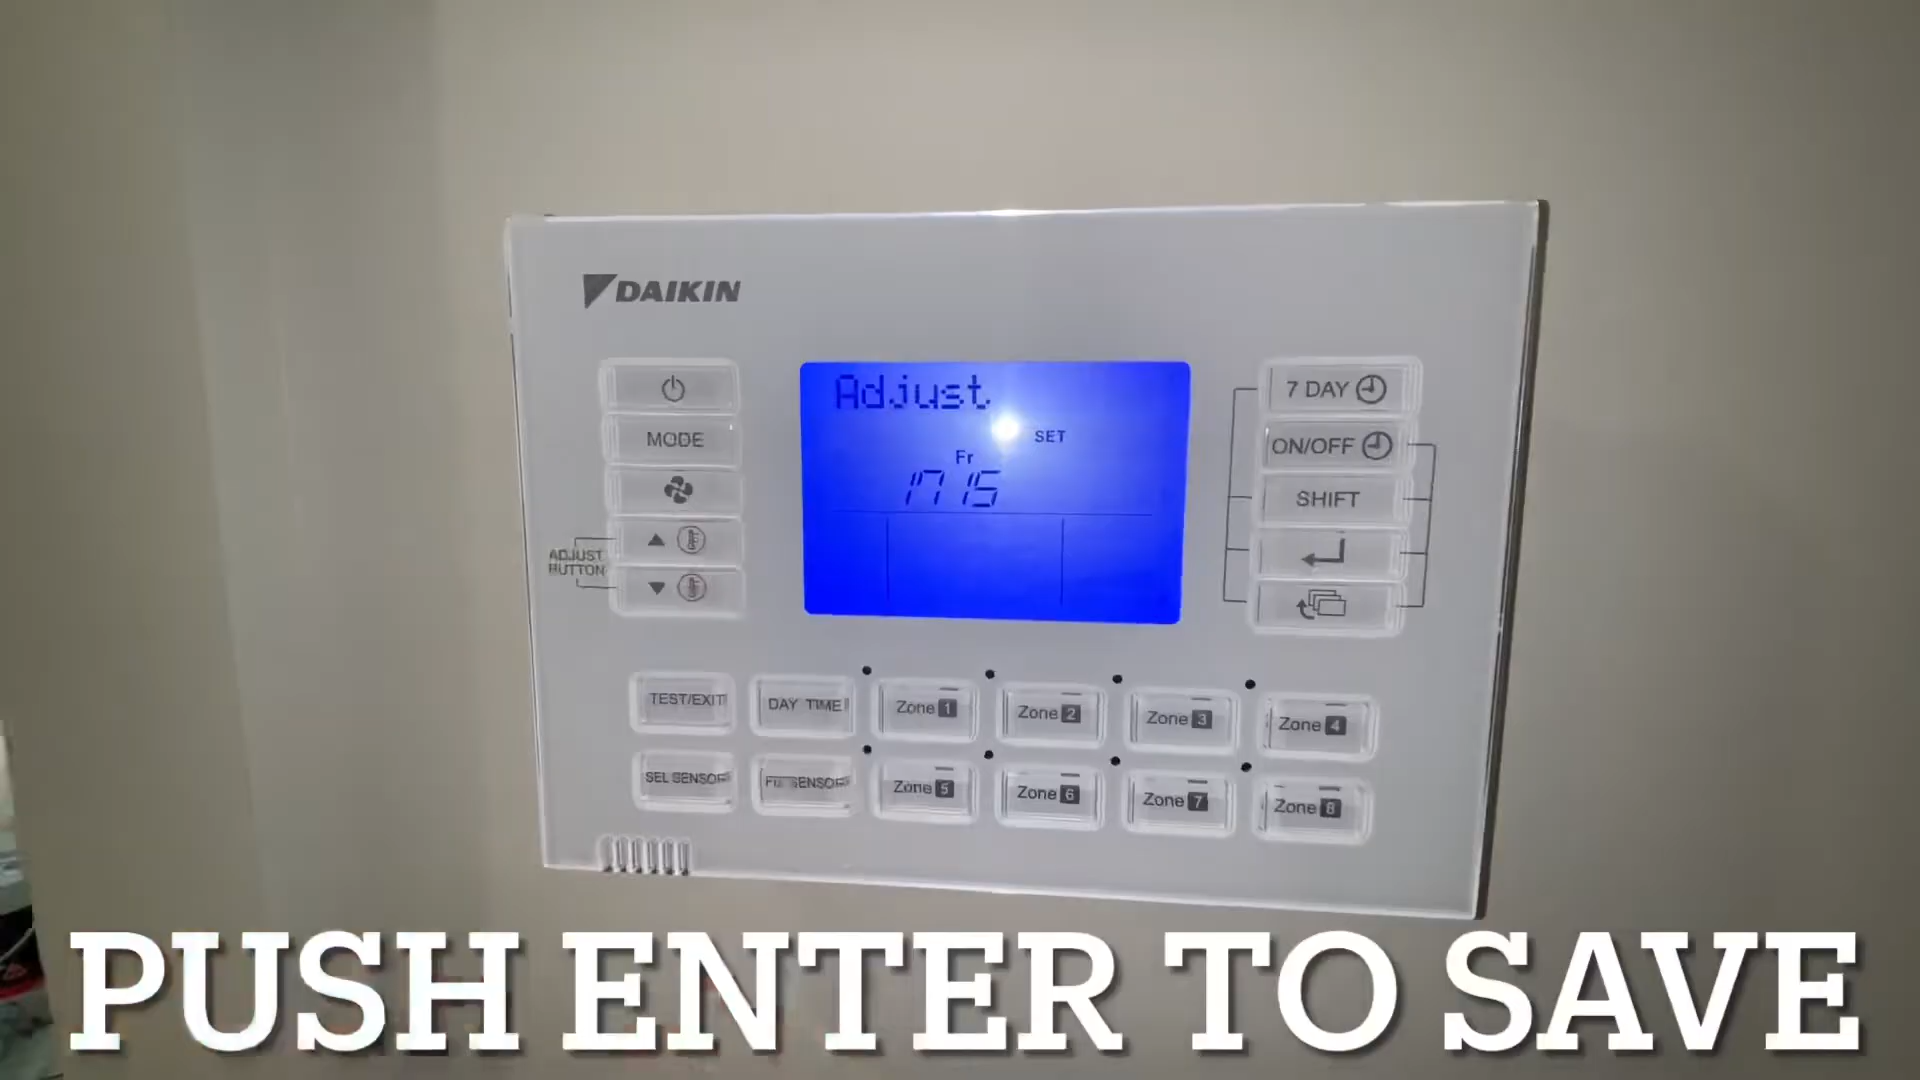 DAIKIN
Adjust
SET
Fr
17 15
MODE
ADJUST
BUTTON
7 DAY
ON/OFF
SHIFT
TEST/EXIT
DAY TIME
Zone 1
Zone 2
Zone 3
Zone 4
SEL SENSOR
SENSOR
Zone 5
Zone 6
Zone 7
Zone 8
PUSH ENTER TO SAVE